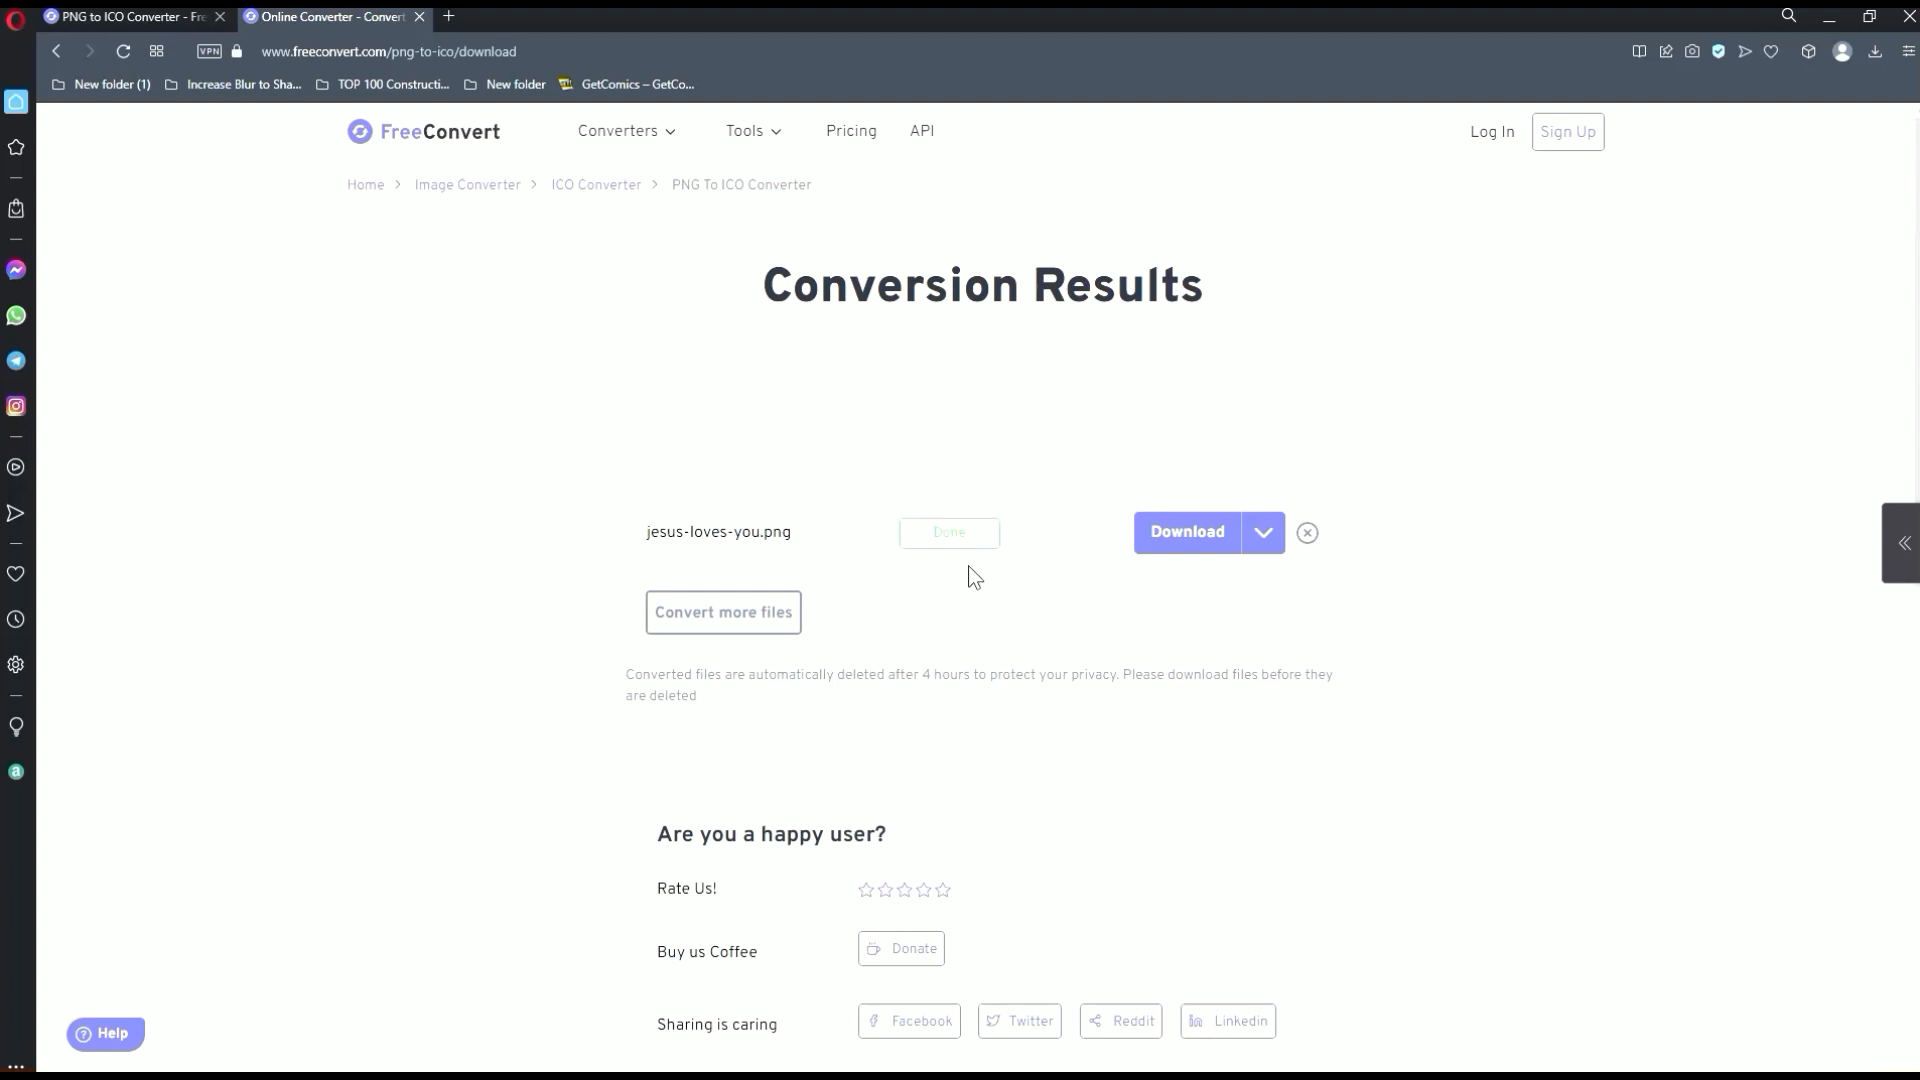 PNG to ICO Converter - Fre
Online Converter - Convert
VPN
www.freeconvert.com/png-to-ico/download
New folder (1)
Increase Blur to Sha...
TOP 100 Constructi...
New folder
GetComics – GetCo...
FreeConvert
Converters
Tools
Pricing
API
Log In
Sign Up
Home > Image Converter > ICO Converter > PNG To ICO Converter
Conversion Results
jesus-loves-you.png
Done
Download
Convert more files
Converted files are automatically deleted after 4 hours to protect your privacy. Please download files before they
are deleted
Are you a happy user?
Rate Us!
Buy us Coffee
Donate
Sharing is caring
Facebook
Twitter
Reddit
Linkedin
Help